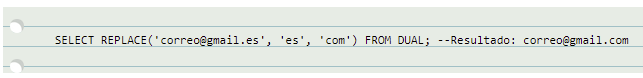 SELECT REPLACE('correo@gmail.es', 'es', 'com') FROM DUAL; --Resultado: correo@gmail.com